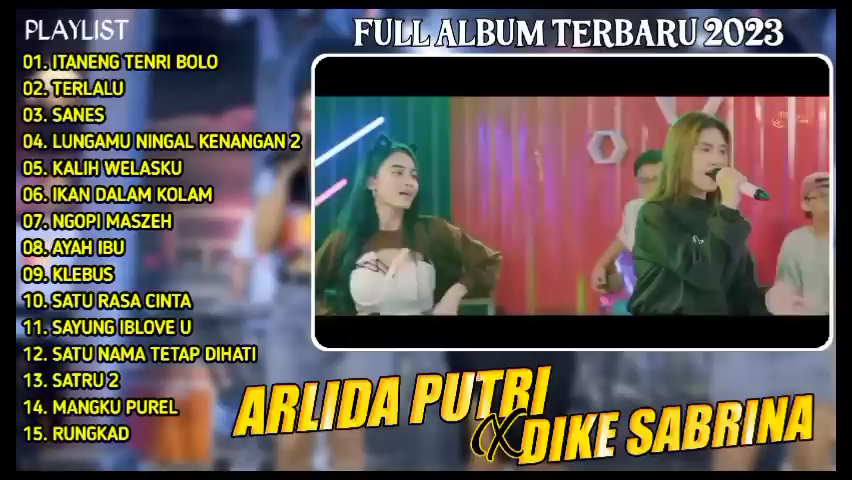 PLAYLIST
FULL ALBUM TERBARU 2023
01. ITANENG TENRI BOLO
02. TERLALU
03. SANES
04. LUNGAMU NINGAL KENANGAN 2
05. KALIH WELASKU
06. IKAN DALAM KOLAM
07. NGOPI MASZEH
08. AYAH IBU
09. KLEBUS
10. SATU RASA CINTA
11. SAYUNG IBLOVE U
12. SATU NAMA TETAP DIHATI
13. SATRU 2
14. MANGKU PUREL
15. RUNGKAD
ARLIDA PUTRI
X DIKE SABRINA